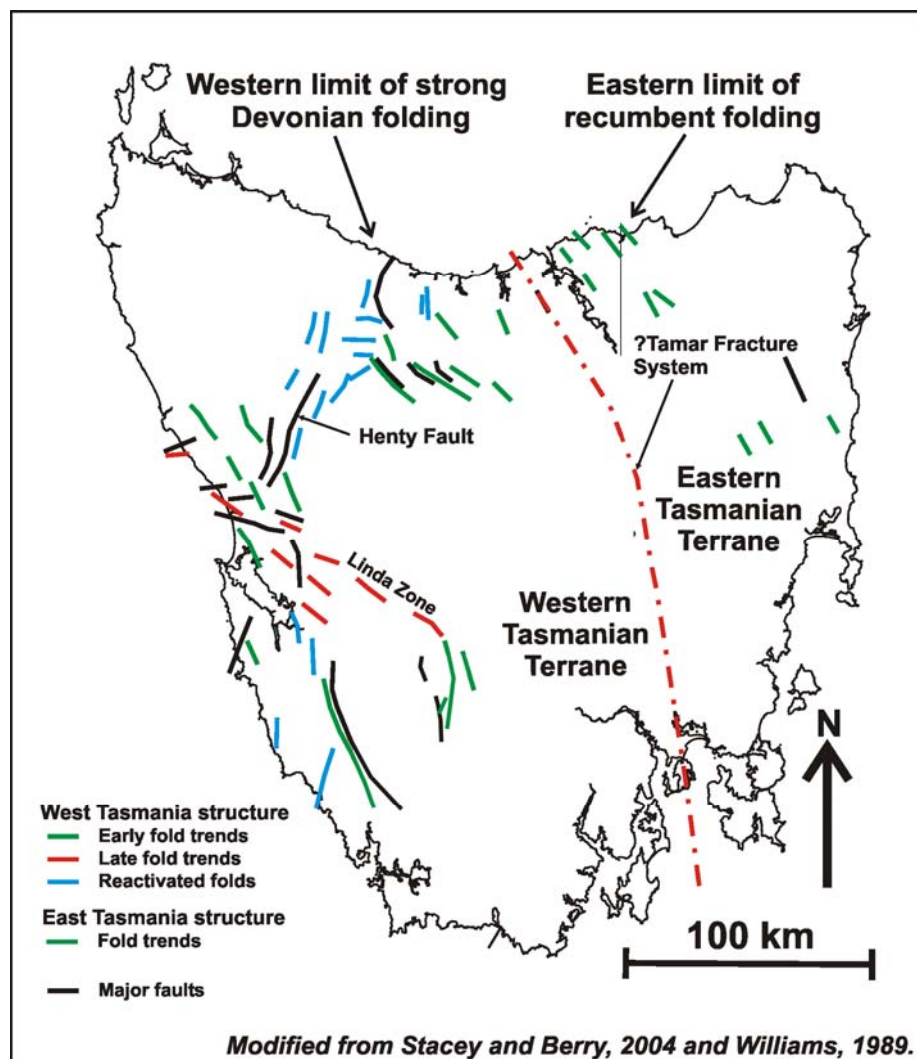 Western limit of strong
Devonian folding
Eastern limit of
recumbent folding
?Tamar Fracture
System
Henty Fault
Eastern
Tasmanian
Terrane
Linda Zone
Western
Tasmanian
Terrane
N
West Tasmania structure
Early fold trends
Late fold trends
Reactivated folds
East Tasmania structure
Fold trends
Major faults
100 km
Modified from Stacey and Berry, 2004 and Williams, 1989.